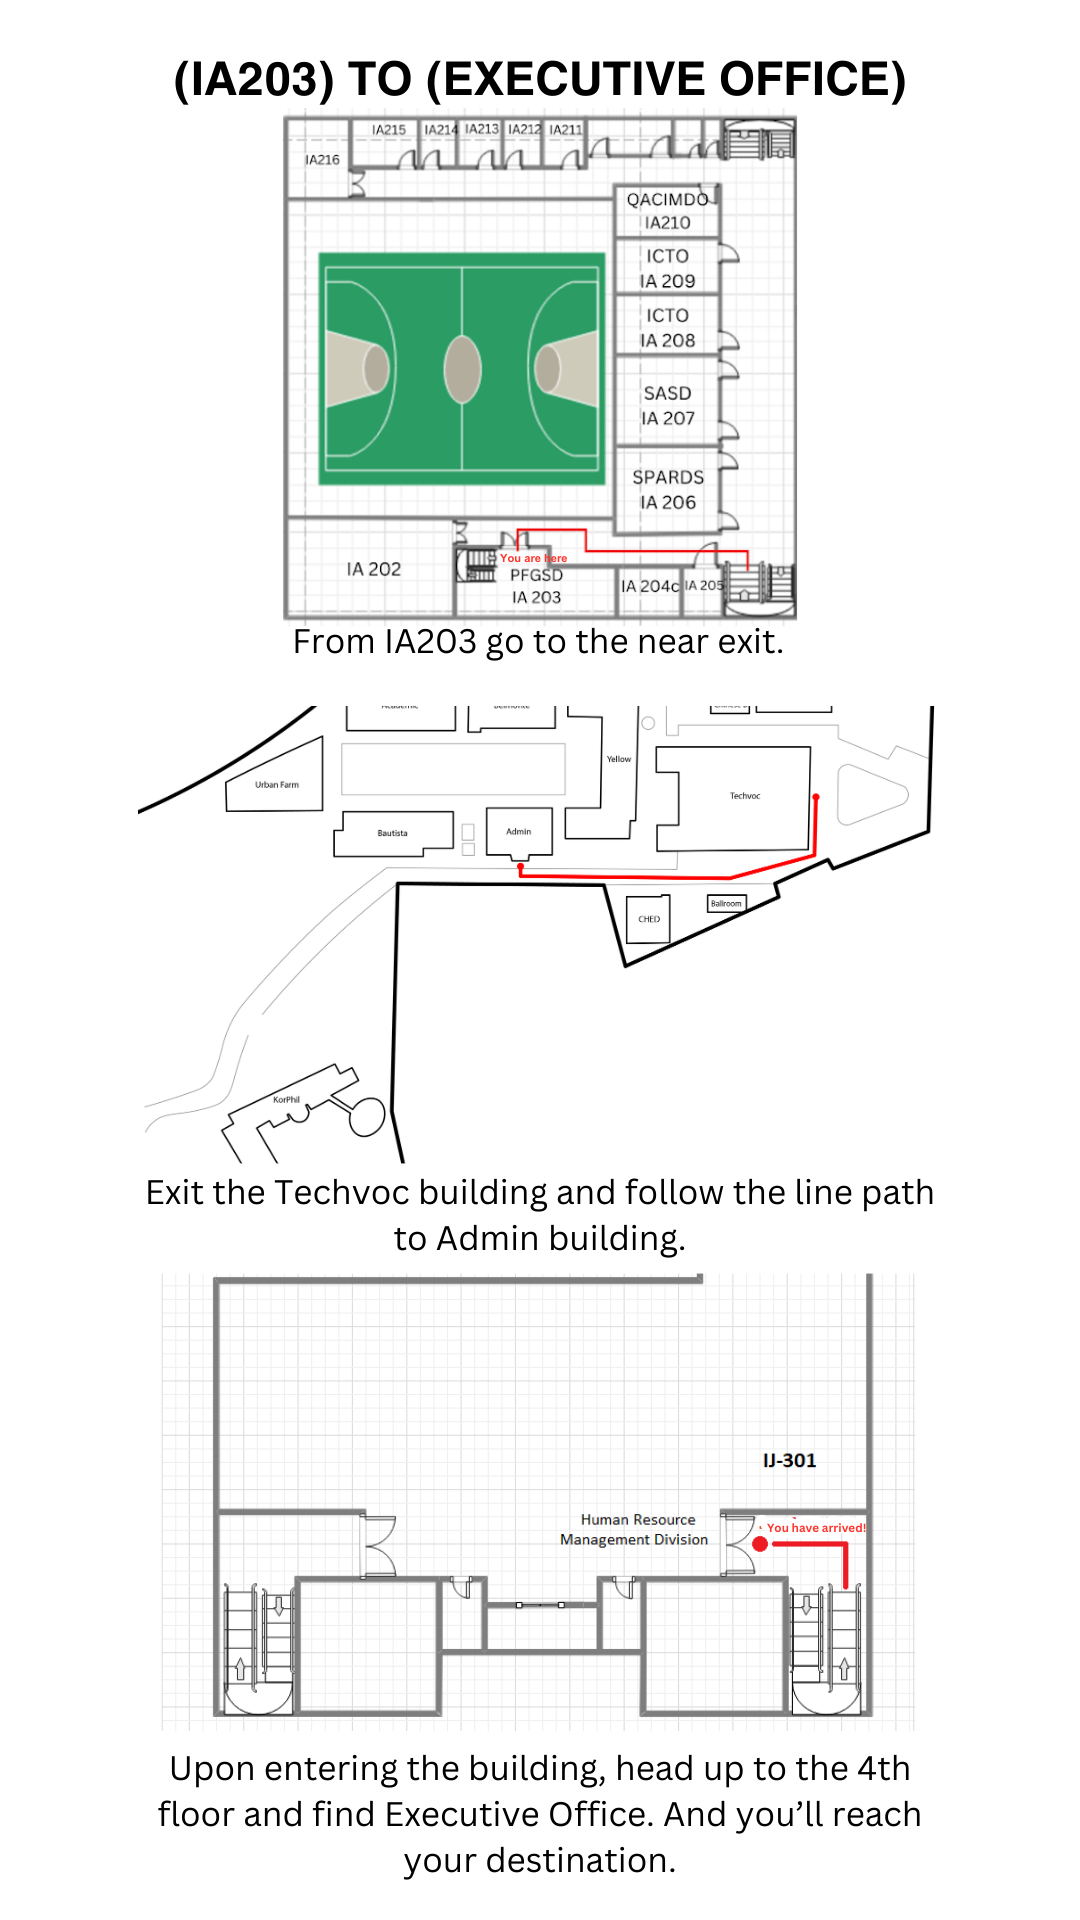 (IA203) TO (EXECUTIVE OFFICE)
IA215
IA214
IA213
IA212
IA211
IA216
QACIMDO
IA210
ICTO
IA 209
ICTO
IA 208
SASD
IA 207
SPARDS
IA 206
You are here
IA 202
PFGSD
IA 203
IA 204c
IA 205
From IA203 go to the near exit.
Academic
Belmonte
Yellow
Urban Farm
Techvoc
Bautista
Admin
CHED
Ballroom
KorPhil
Exit the Techvoc building and follow the line path
to Admin building.
IJ-301
Human Resource
Management Division
You have arrived!
Upon entering the building, head up to the 4th
floor and find Executive Office. And you’ll reach
your destination.